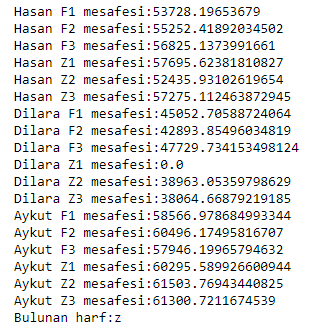 Hasan F1 mesafesi:53728.19653679
Hasan F2 mesafesi:55252.41892034502
Hasan F3 mesafesi:56825.1373991661
Hasan Z1 mesafesi:57695.62381810827
Hasan Z2 mesafesi:52435.93102619654
Hasan Z3 mesafesi:57275.112463872945
Dilara F1 mesafesi:45052.70588724064
Dilara F2 mesafesi:42893.85496034819
Dilara F3 mesafesi:47729.734153498124
Dilara Z1 mesafesi:0.0
Dilara Z2 mesafesi:38963.05359798629
Dilara Z3 mesafesi:38064.66879219185
Aykut F1 mesafesi:58566.978684993344
Aykut F2 mesafesi:60496.17495816707
Aykut F3 mesafesi:57946.19965794632
Aykut Z1 mesafesi:60295.589926600944
Aykut Z2 mesafesi:61503.76943440825
Aykut Z3 mesafesi:61300.7211674539
Bulunan harf:z